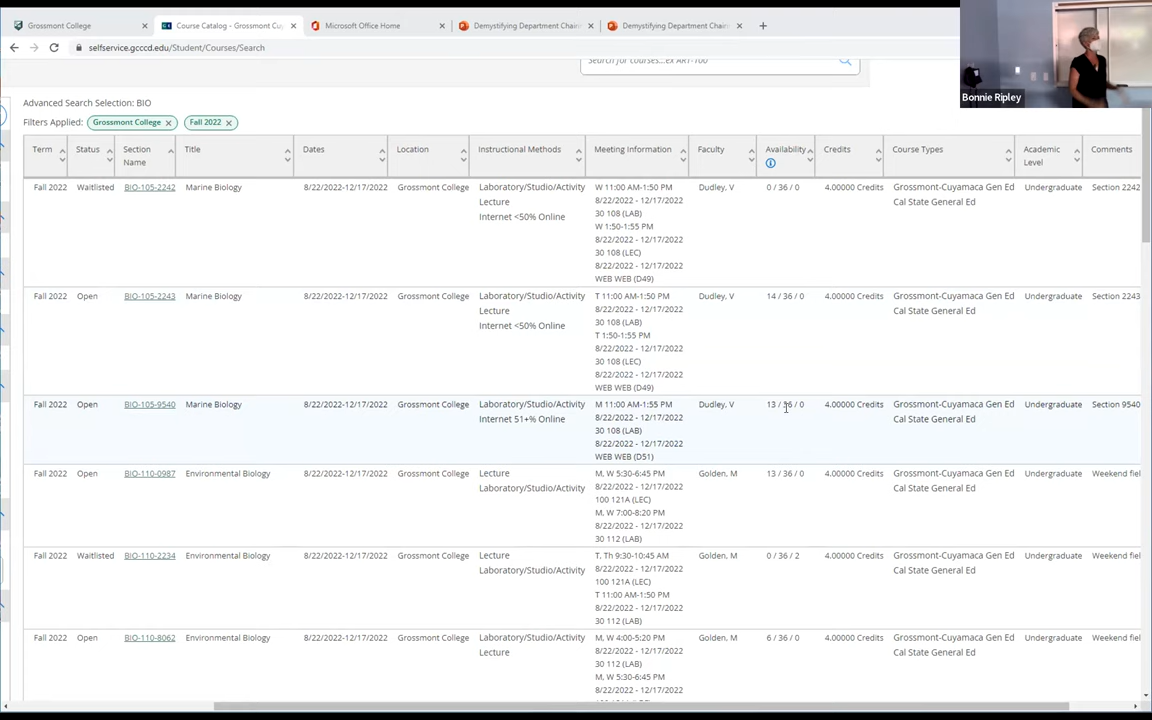 Grossmont College
Course Catalog - Grossmont Cu
Microsoft Office Home
Demystifying Department Chain
Demystifying Department Chain
selfservice.gcccd.edu/Student/Courses/Search
Search for courses...ex ART-100
Bonnie Ripley
Advanced Search Selection: BIO
Filters Applied: Grossmont College Fall 2022
Term Status Section Name Title Dates Location Instructional Methods Meeting Information Faculty Availability Credits Course Types Academic Level Comments
Fall 2022 Waitlisted BIO-105-2242 Marine Biology 8/22/2022-12/17/2022 Grossmont College Laboratory/Studio/Activity W 11:00 AM-1:50 PM Dudley, V 0 / 36 / 0 4.00000 Credits Grossmont-Cuyamaca Gen Ed Undergraduate Section 2242
Lecture 8/22/2022 - 12/17/2022 Cal State General Ed
Internet <50% Online 30 108 (LAB)
W 1:50-1:55 PM
8/22/2022 - 12/17/2022
30 108 (LEC)
8/22/2022 - 12/17/2022
WEB WEB (D49)
Fall 2022 Open BIO-105-2243 Marine Biology 8/22/2022-12/17/2022 Grossmont College Laboratory/Studio/Activity T 11:00 AM-1:50 PM Dudley, V 14 / 36 / 0 4.00000 Credits Grossmont-Cuyamaca Gen Ed Undergraduate Section 2243
Lecture 8/22/2022 - 12/17/2022 Cal State General Ed
Internet <50% Online 30 108 (LAB)
T 1:50-1:55 PM
8/22/2022 - 12/17/2022
30 108 (LEC)
8/22/2022 - 12/17/2022
WEB WEB (D49)
Fall 2022 Open BIO-105-9540 Marine Biology 8/22/2022-12/17/2022 Grossmont College Laboratory/Studio/Activity M 11:00 AM-1:55 PM Dudley, V 13 / 36 / 0 4.00000 Credits Grossmont-Cuyamaca Gen Ed Undergraduate Section 9540
Internet 51+% Online 8/22/2022 - 12/17/2022 Cal State General Ed
30 108 (LAB)
8/22/2022 - 12/17/2022
WEB WEB (D51)
Fall 2022 Open BIO-110-0987 Environmental Biology 8/22/2022-12/17/2022 Grossmont College Lecture M, W 5:30-6:45 PM Golden, M 13 / 36 / 0 4.00000 Credits Grossmont-Cuyamaca Gen Ed Undergraduate Weekend fiel
Laboratory/Studio/Activity 8/22/2022 - 12/17/2022 Cal State General Ed
100 121A (LEC)
M, W 7:00-8:20 PM
8/22/2022 - 12/17/2022
30 112 (LAB)
Fall 2022 Waitlisted BIO-110-2234 Environmental Biology 8/22/2022-12/17/2022 Grossmont College Lecture T, Th 9:30-10:45 AM Golden, M 0 / 36 / 2 4.00000 Credits Grossmont-Cuyamaca Gen Ed Undergraduate Weekend fiel
Laboratory/Studio/Activity 8/22/2022 - 12/17/2022 Cal State General Ed
100 121A (LEC)
T 11:00 AM-1:50 PM
8/22/2022 - 12/17/2022
30 112 (LAB)
Fall 2022 Open BIO-110-8062 Environmental Biology 8/22/2022-12/17/2022 Grossmont College Laboratory/Studio/Activity M, W 4:00-5:20 PM Golden, M 6 / 36 / 0 4.00000 Credits Grossmont-Cuyamaca Gen Ed Undergraduate Weekend fiel
Lecture 8/22/2022 - 12/17/2022 Cal State General Ed
30 112 (LAB)
M, W 5:30-6:45 PM
8/22/2022 - 12/17/2022